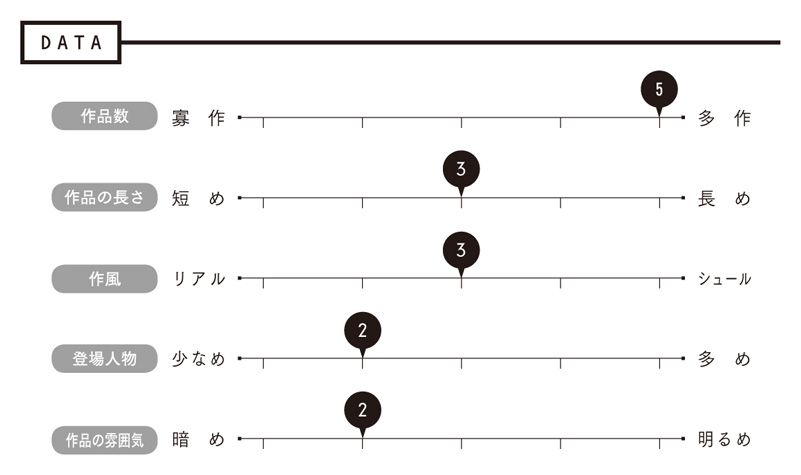 DATA
5
作品数 寡作 多作
3
作品の長さ 短め 長め
3
作風 リアル シュール
2
登場人物 少なめ 多め
2
作品の雰囲気 暗め 明るめ